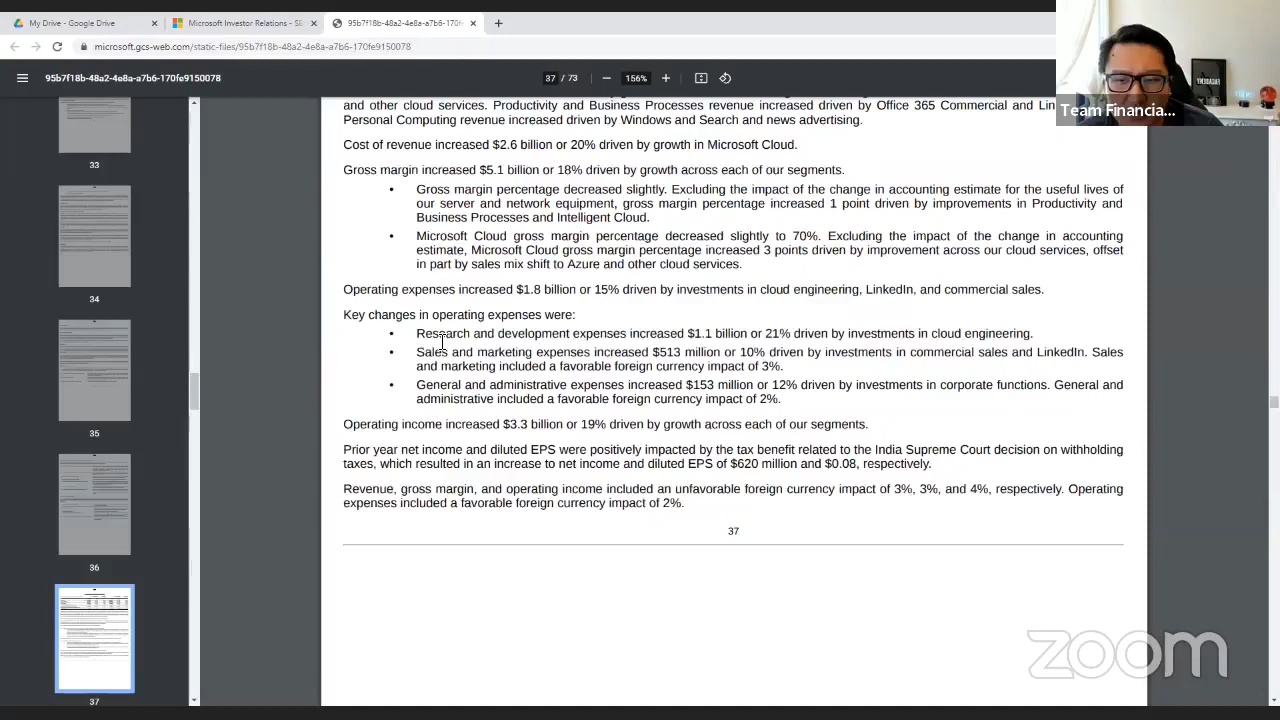 My Drive - Google Drive
Microsoft Investor Relations - SE
95b7f18b-48a2-4e8a-a7b6-170fe
microsoft.gcs-web.com/static-files/95b7f18b-48a2-4e8a-a7b6-170fe9150078
95b7f18b-48a2-4e8a-a7b6-170fe9150078
37 / 73
156%
Team Financia...
and other cloud services. Productivity and Business Processes revenue increased driven by Office 365 Commercial and Lin
Personal Computing revenue increased driven by Windows and Search and news advertising.
Cost of revenue increased $2.6 billion or 20% driven by growth in Microsoft Cloud.
Gross margin increased $5.1 billion or 18% driven by growth across each of our segments.
• Gross margin percentage decreased slightly. Excluding the impact of the change in accounting estimate for the useful lives of
our server and network equipment, gross margin percentage increased 1 point driven by improvements in Productivity and
Business Processes and Intelligent Cloud.
• Microsoft Cloud gross margin percentage decreased slightly to 70%. Excluding the impact of the change in accounting
estimate, Microsoft Cloud gross margin percentage increased 3 points driven by improvement across our cloud services, offset
in part by sales mix shift to Azure and other cloud services.
Operating expenses increased $1.8 billion or 15% driven by investments in cloud engineering, LinkedIn, and commercial sales.
Key changes in operating expenses were:
• Research and development expenses increased $1.1 billion or 21% driven by investments in cloud engineering.
• Sales and marketing expenses increased $513 million or 10% driven by investments in commercial sales and LinkedIn. Sales
and marketing included a favorable foreign currency impact of 3%.
• General and administrative expenses increased $153 million or 12% driven by investments in corporate functions. General and
administrative included a favorable foreign currency impact of 2%.
Operating income increased $3.3 billion or 19% driven by growth across each of our segments.
Prior year net income and diluted EPS were positively impacted by the tax benefit related to the India Supreme Court decision on withholding
taxes, which resulted in an increase to net income and diluted EPS of $620 million and $0.08, respectively.
Revenue, gross margin, and operating income included an unfavorable foreign currency impact of 3%, 3%, and 4%, respectively. Operating
expenses included a favorable foreign currency impact of 2%.
37
33
34
35
36
37
zoom